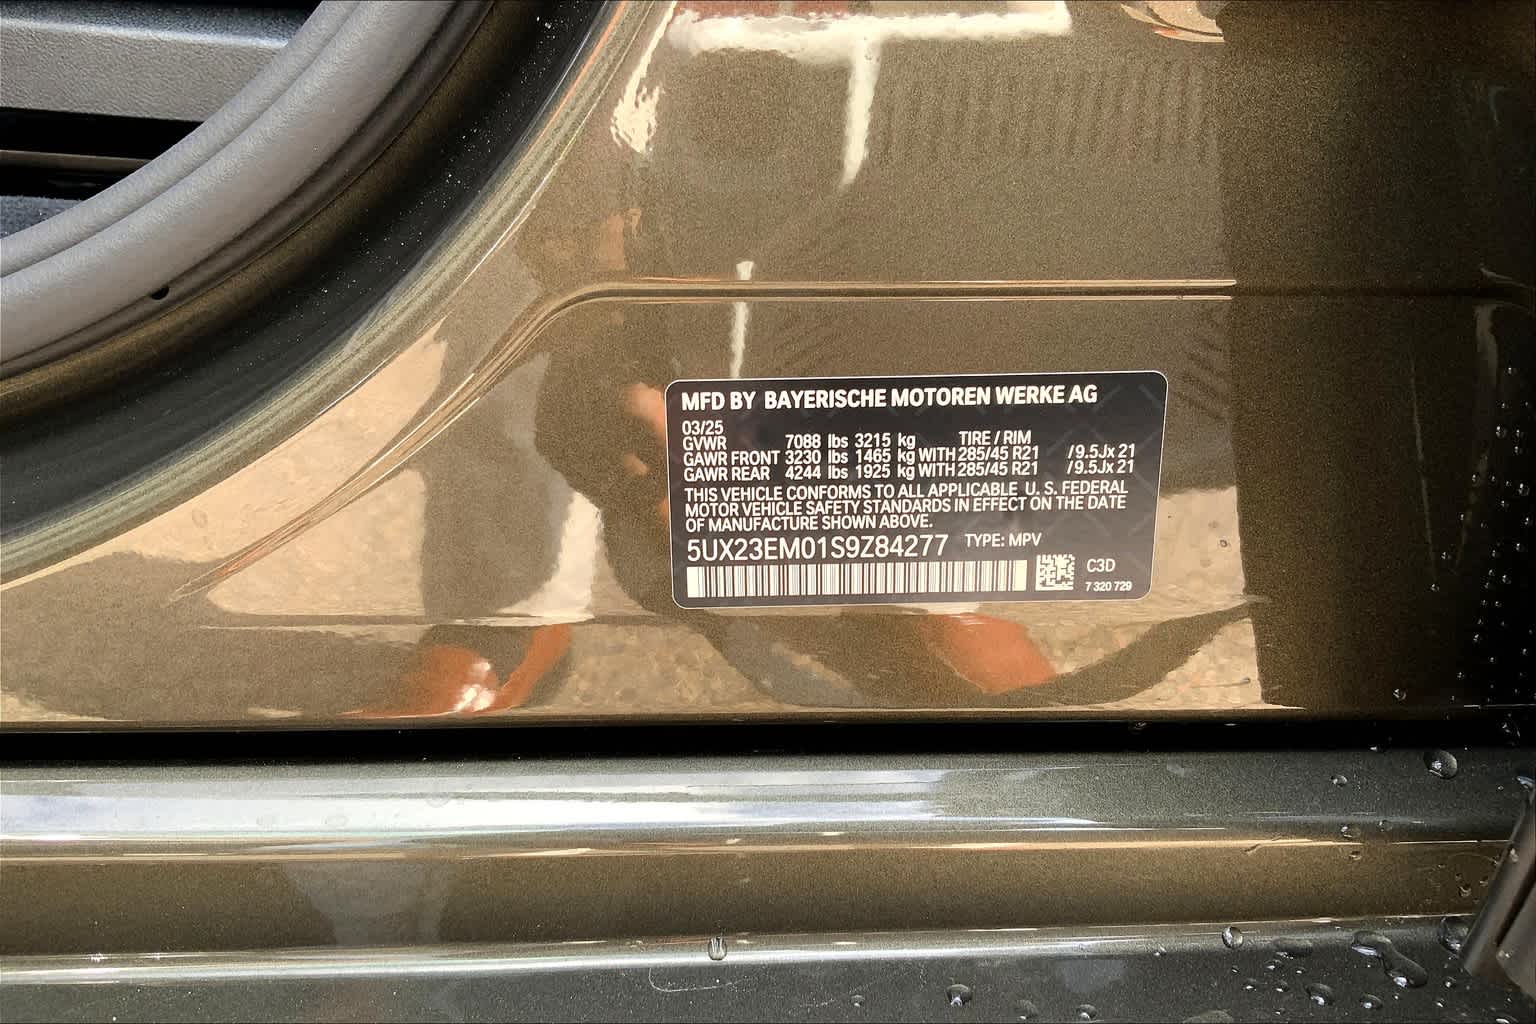 MFD BY BAYERISCHE MOTOREN WERKE AG
03/25
GVWR 7088 lbs 3215 kg TIRE / RIM
GAWR FRONT 3230 lbs 1465 kg WITH 285/45 R21 /9.5Jx 21
GAWR REAR 4244 lbs 1925 kg WITH 285/45 R21 /9.5Jx 21
THIS VEHICLE CONFORMS TO ALL APPLICABLE U. S. FEDERAL
MOTOR VEHICLE SAFETY STANDARDS IN EFFECT ON THE DATE
OF MANUFACTURE SHOWN ABOVE.
5UX23EM01S9Z84277 TYPE: MPV
C3D
7 320 729